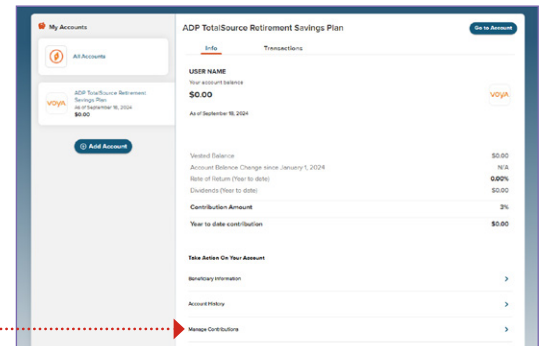 My Accounts
All Accounts
VOYA
ADP TotalSource Retirement
Savings Plan
As of September 18, 2024
$0.00
Add Account
ADP TotalSource Retirement Savings Plan
Go to Account
Info
Transactions
USER NAME
Your account balance
$0.00
VOYA
As of September 18, 2024
Vested Balance $0.00
Account Balance Change since January 1, 2024 N/A
Rate of Return (Year to date) 0.00%
Dividends (Year to date) $0.00
Contribution Amount 3%
Year to date contribution $0.00
Take Action On Your Account
Beneficiary Information
Account History
Manage Contributions